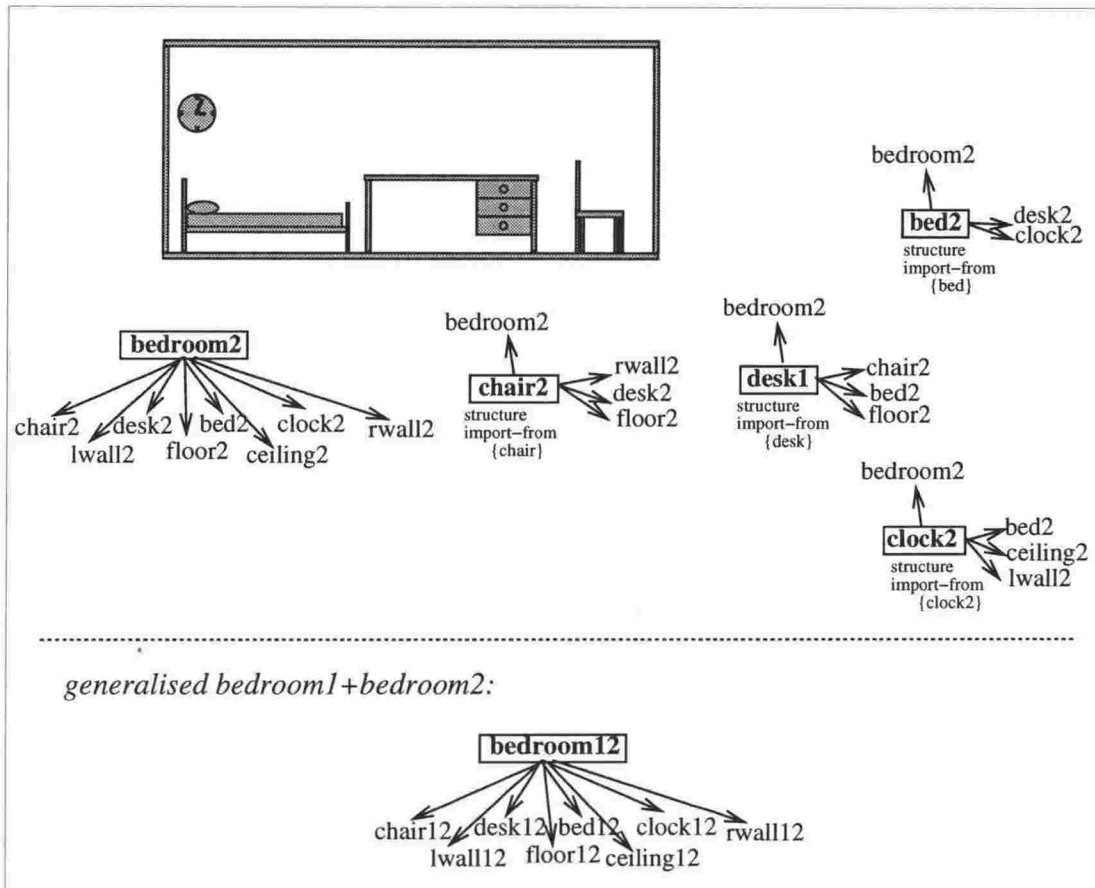 bedroom2
bed2
desk2
clock2
structure
import-from
{bed}
bedroom2
chair2
desk2
bed2
clock2
rwall2
lwall2
floor2
ceiling2
bedroom2
chair2
rwall2
desk2
floor2
structure
import-from
{chair}
bedroom2
desk1
chair2
bed2
floor2
structure
import-from
{desk}
bedroom2
clock2
bed2
ceiling2
lwall2
structure
import-from
{clock2}
generalised bedroom1+bedroom2:
bedroom12
chair12
desk12
bed12
clock12
rwall12
lwall12
floor12
ceiling12